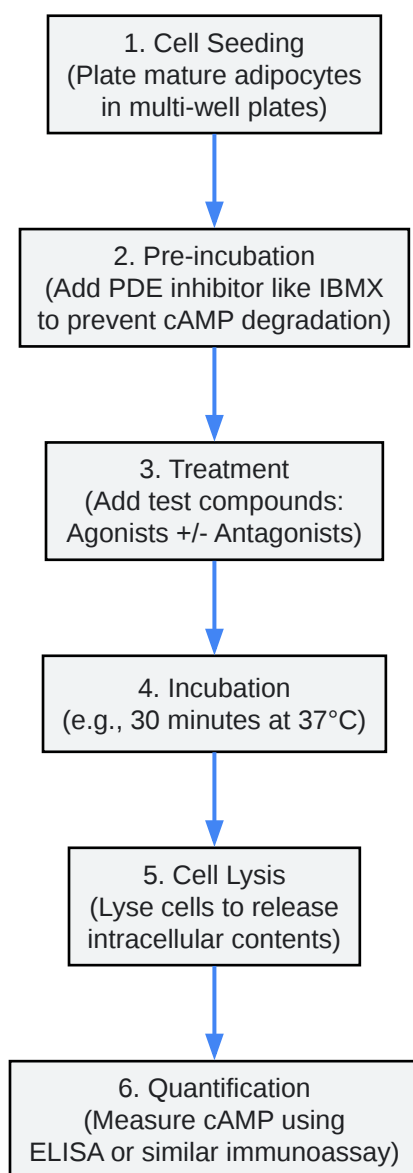 1. Cell Seeding
(Plate mature adipocytes
in multi-well plates)
2. Pre-incubation
(Add PDE inhibitor like IBMX
to prevent cAMP degradation)
3. Treatment
(Add test compounds:
Agonists +/- Antagonists)
4. Incubation
(e.g., 30 minutes at 37°C)
5. Cell Lysis
(Lyse cells to release
intracellular contents)
6. Quantification
(Measure cAMP using
ELISA or similar immunoassay)